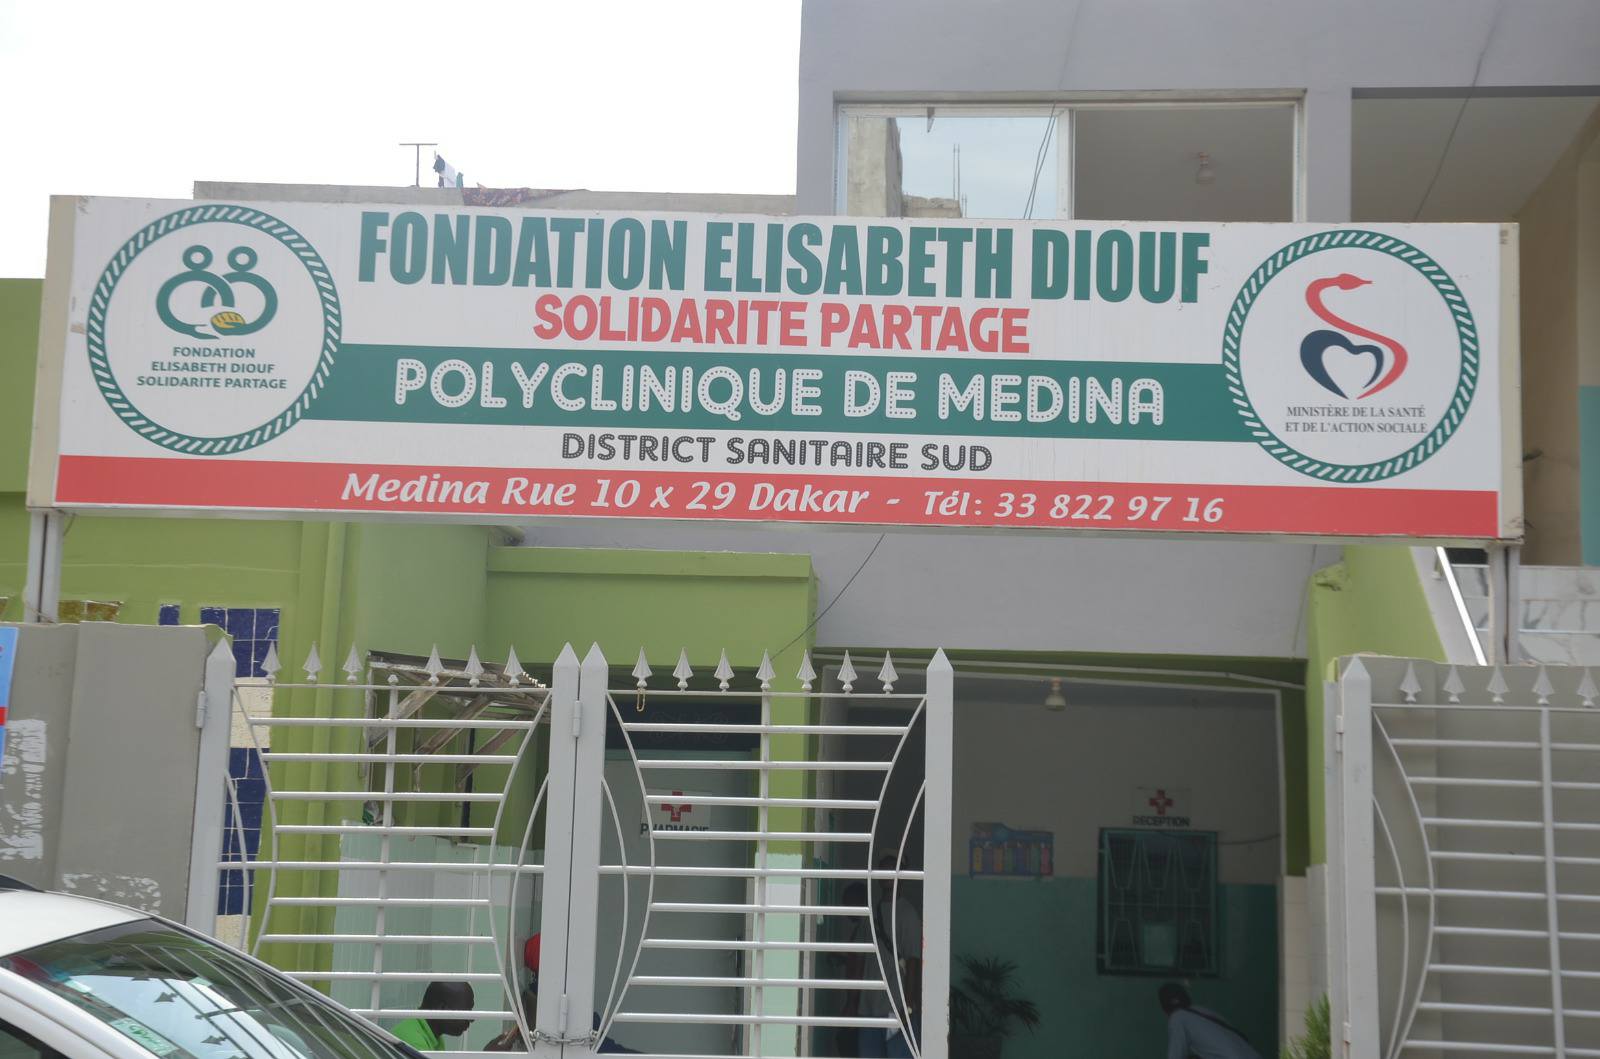 FONDATION ELISABETH DIOUF
SOLIDARITE PARTAGE
POLYCLINIQUE DE MEDINA
DISTRICT SANITAIRE SUD
Medina Rue 10 x 29 Dakar - Tél: 33 822 97 16
FONDATION
ELISABETH DIOUF
SOLIDARITE PARTAGE
MINISTÈRE DE LA SANTÉ
ET DE L'ACTION SOCIALE
PHARMACIE
RECEPTION